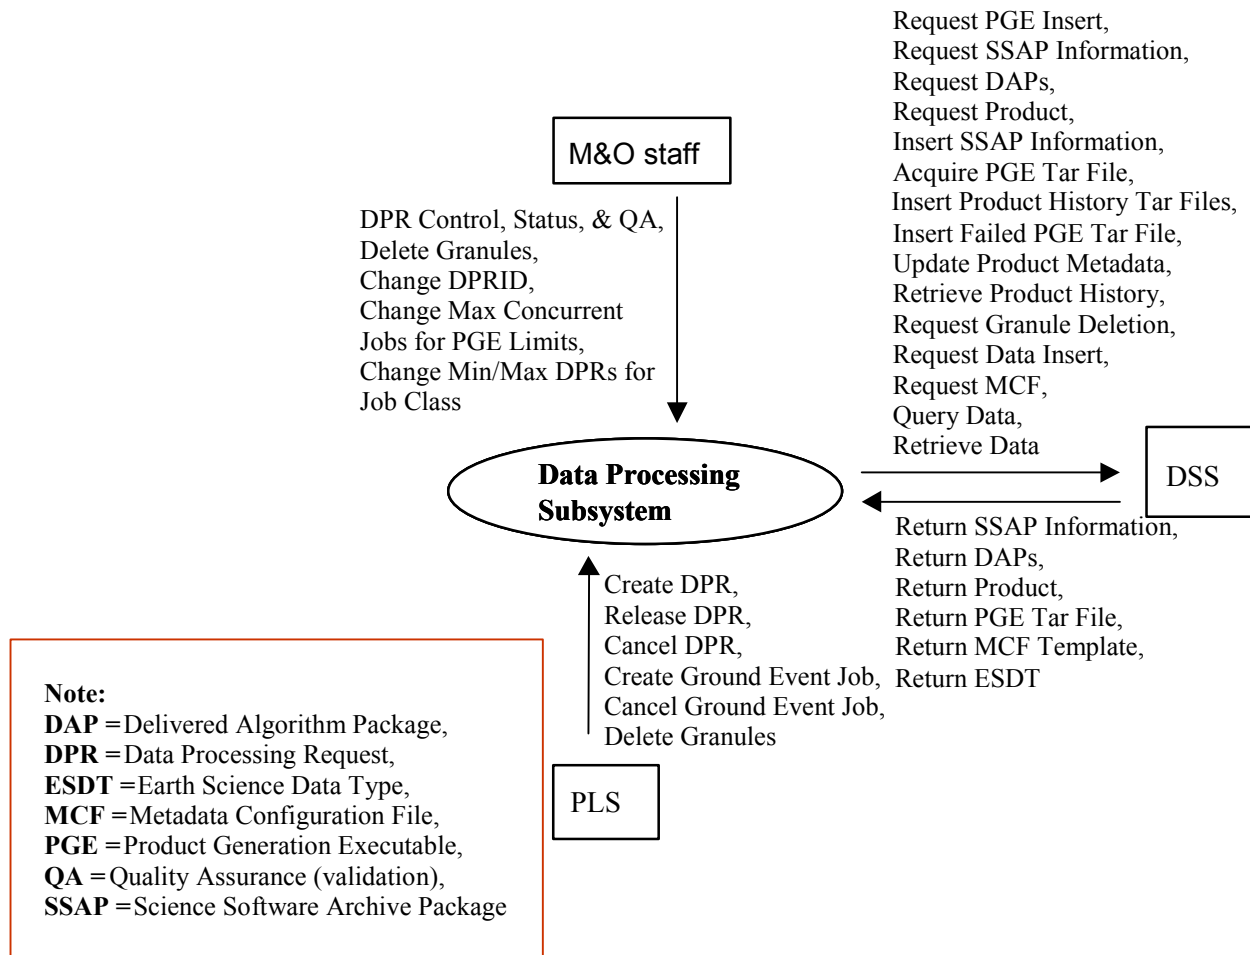 Request PGE Insert,
Request SSAP Information,
Request DAPs,
Request Product,
Insert SSAP Information,
Acquire PGE Tar File,
Insert Product History Tar Files,
Insert Failed PGE Tar File,
Update Product Metadata,
Retrieve Product History,
Request Granule Deletion,
Request Data Insert,
Request MCF,
Query Data,
Retrieve Data
M&O staff
DPR Control, Status, & QA,
Delete Granules,
Change DPRID,
Change Max Concurrent
Jobs for PGE Limits,
Change Min/Max DPRs for
Job Class
Data Processing
Subsystem
DSS
Return SSAP Information,
Return DAPs,
Return Product,
Return PGE Tar File,
Return MCF Template,
Return ESDT
Create DPR,
Release DPR,
Cancel DPR,
Create Ground Event Job,
Cancel Ground Event Job,
Delete Granules
PLS
Note:
DAP =Delivered Algorithm Package,
DPR =Data Processing Request,
ESDT =Earth Science Data Type,
MCF =Metadata Configuration File,
PGE =Product Generation Executable,
QA =Quality Assurance (validation),
SSAP =Science Software Archive Package